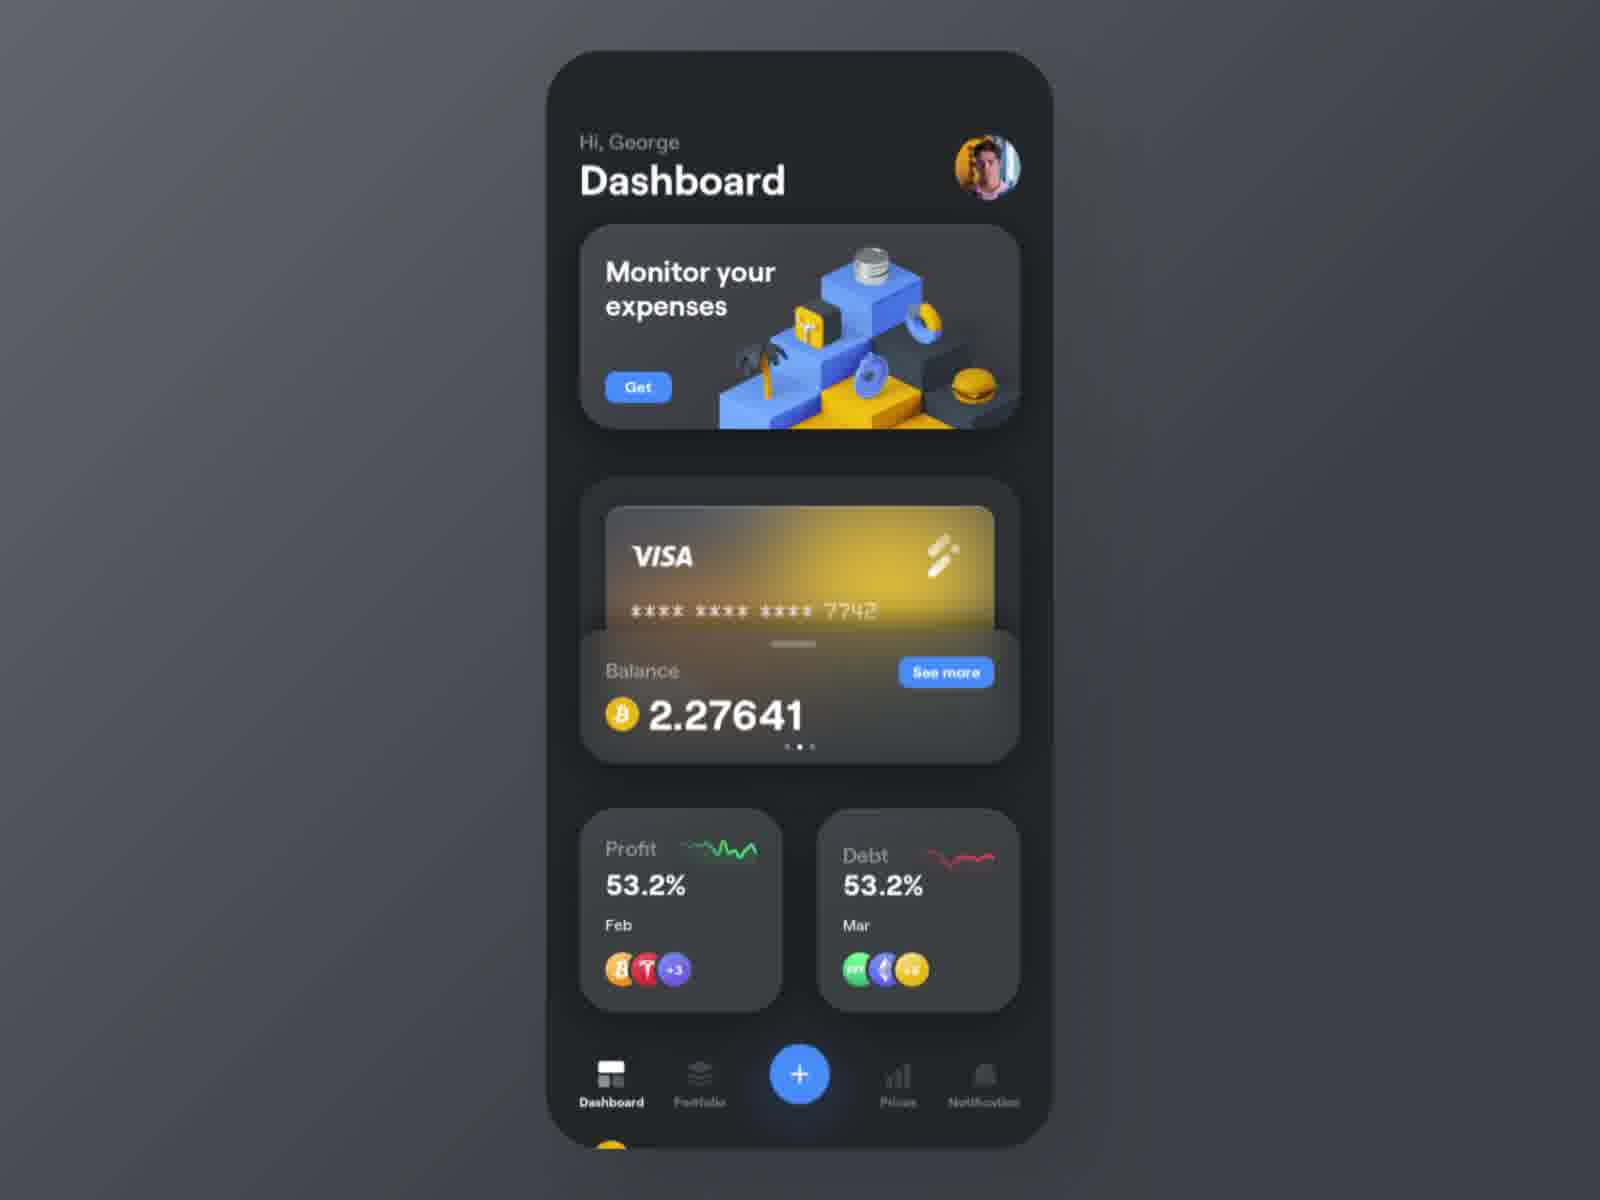 Hi, George
Dashboard
Monitor your
expenses
Get
VISA
**** **** **** 7742
Balance
See more
2.27641
Profit
53.2%
Feb
+3
Debt
53.2%
Mar
Dashboard
Portfolio
+
Prices
Notification